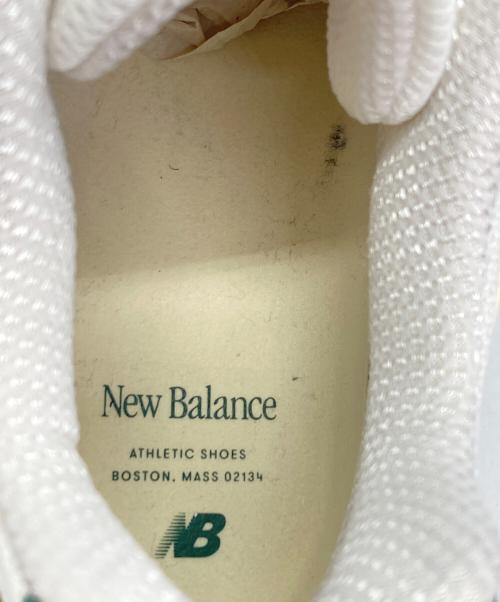 New Balance
ATHLETIC SHOES
BOSTON, MASS 02134
NB